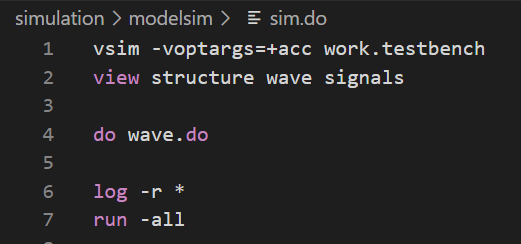 simulation > modelsim > sim.do
1 vsim -voptargs=+acc work.testbench
2 view structure wave signals
3
4 do wave.do
5
6 log -r *
7 run -all